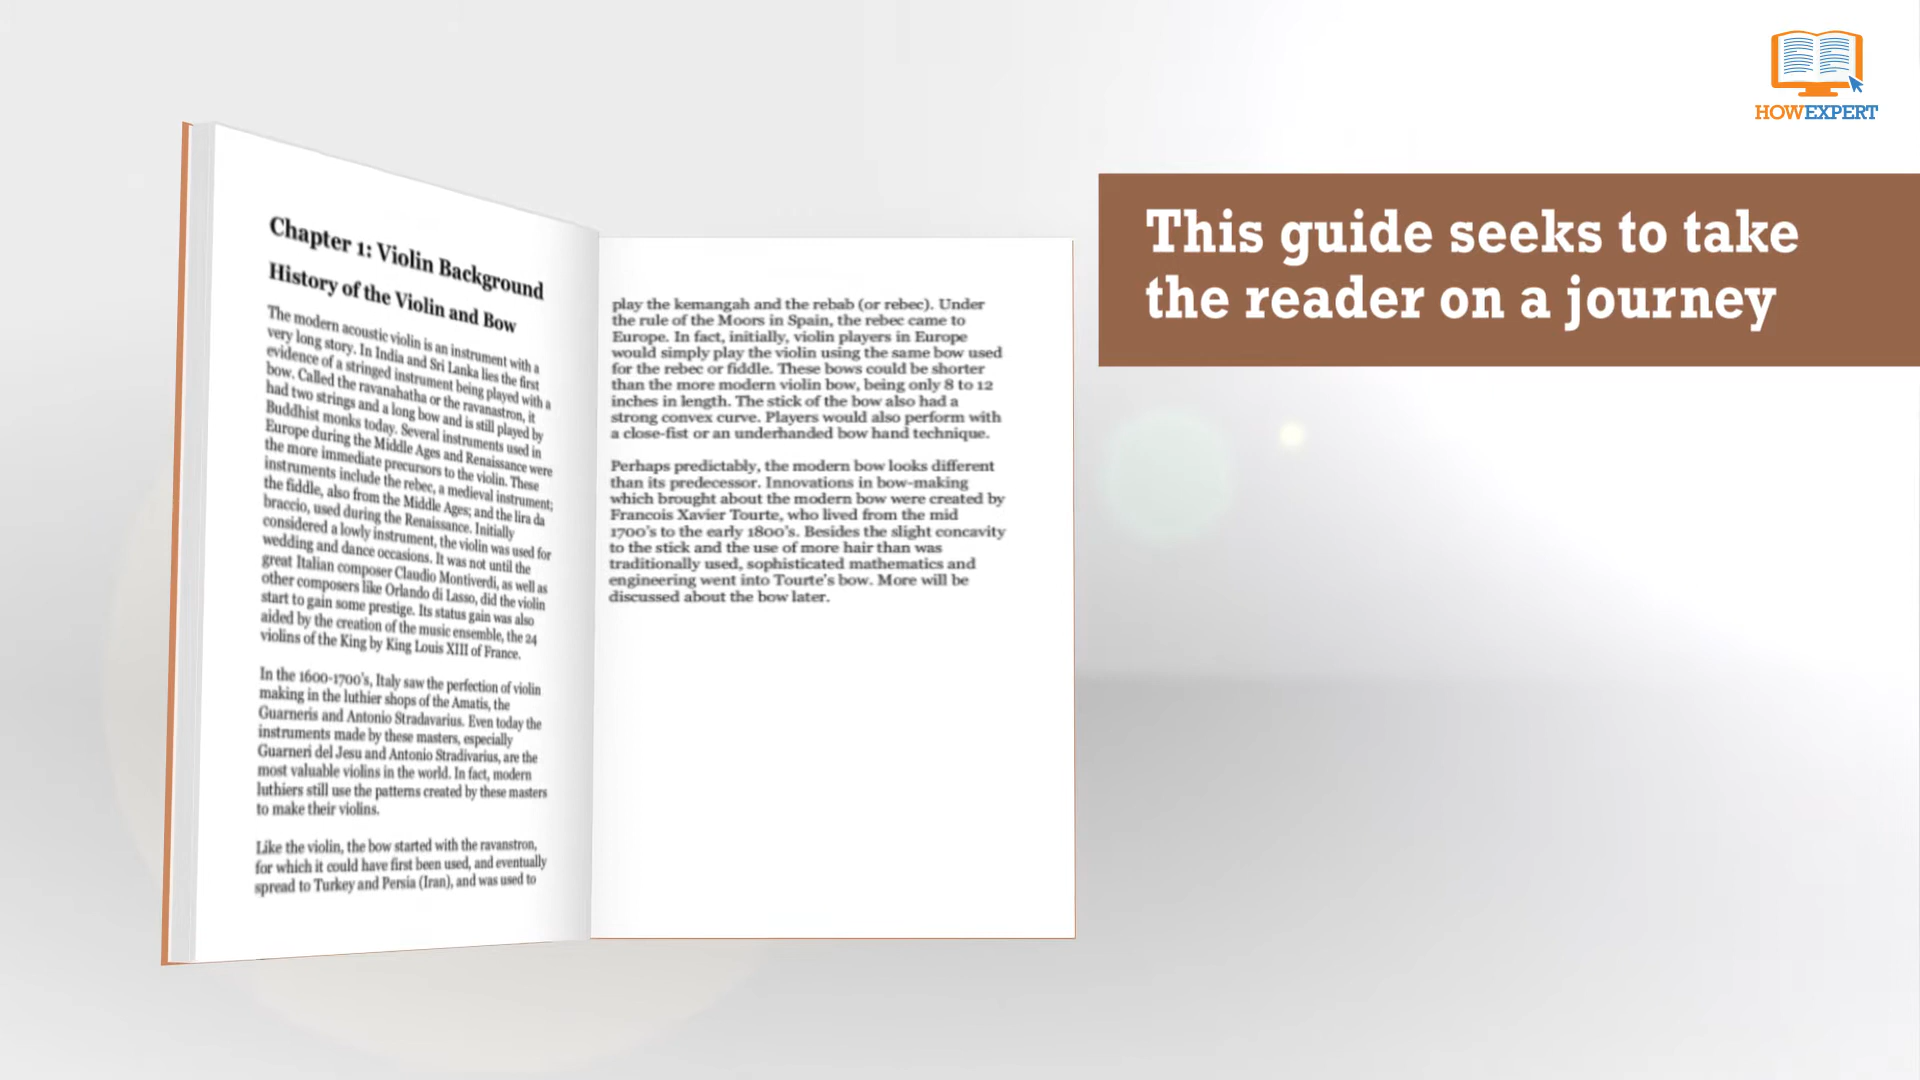 Chapter 1: Violin Background
History of the Violin and Bow
The modern acoustic violin is an instrument with a
very long story. In India and Sri Lanka lies the first
evidence of a stringed instrument being played with a
bow. Called the ravanahatha or the ravanastron, it
had two strings and a long bow and is still played by
Buddhist monks today. Several instruments used in
Europe during the Middle Ages and Renaissance were
the more immediate precursors to the violin. These
instruments include the rebec, a medieval instrument;
the fiddle, also from the Middle Ages; and the lira da
braccio, used during the Renaissance. Initially
considered a lowly instrument, the violin was used for
wedding and dance occasions. It was not until the
great Italian composer Claudio Montiverdi, as well as
other composers like Orlando di Lasso, did the violin
start to gain some prestige. Its status gain was also
aided by the creation of the music ensemble, the 24
violins of the King by King Louis XIII of France.
In the 1600-1700's, Italy saw the perfection of violin
making in the luthier shops of the Amatis, the
Guarneris and Antonio Stradavarius. Even today the
instruments made by these masters, especially
Guarneri del Jesu and Antonio Stradivarius, are the
most valuable violins in the world. In fact, modern
luthiers still use the patterns created by these masters
to make their violins.
Like the violin, the bow started with the ravanstron,
for which it could have first been used, and eventually
spread to Turkey and Persia (Iran), and was used to
play the kemangah and the rebab (or rebec). Under
the rule of the Moors in Spain, the rebec came to
Europe. In fact, initially, violin players in Europe
would simply play the violin using the same bow used
for the rebec or fiddle. These bows could be shorter
than the more modern violin bow, being only 8 to 12
inches in length. The stick of the bow also had a
strong convex curve. Players would also perform with
a close-fist or an underhanded bow hand technique.
Perhaps predictably, the modern bow looks different
than its predecessor. Innovations in bow-making
which brought about the modern bow were created by
Francois Xavier Tourte, who lived from the mid
1700's to the early 1800's. Besides the slight concavity
to the stick and the use of more hair than was
traditionally used, sophisticated mathematics and
engineering went into Tourte's bow. More will be
discussed about the bow later.
HOWEXPERT
This guide seeks to take
the reader on a journey